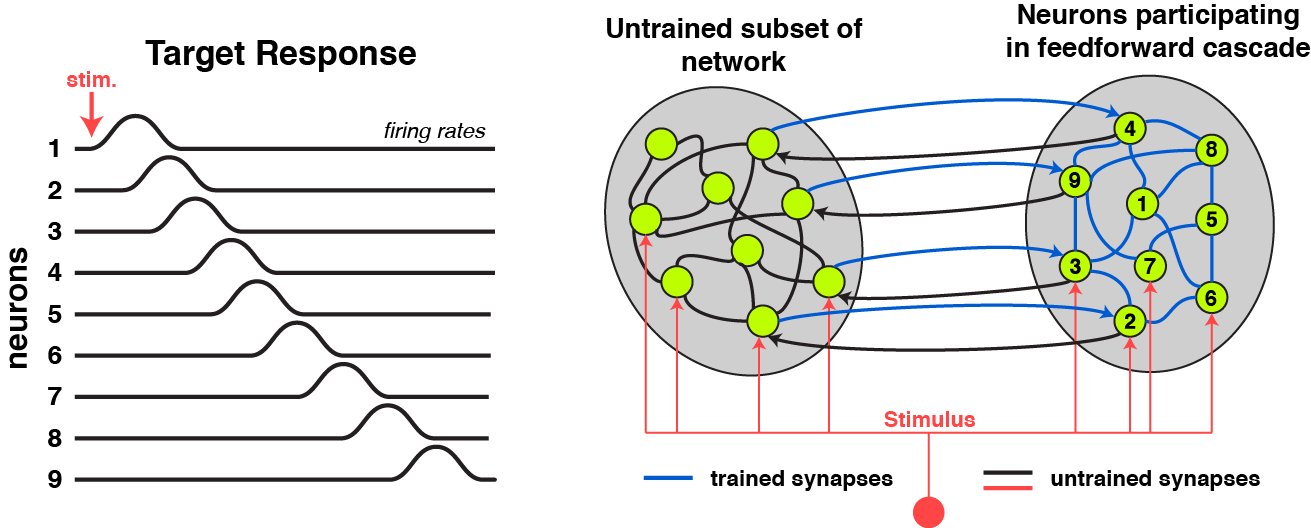 Target Response
stim.
firing rates
neurons
1
2
3
4
5
6
7
8
9
Untrained subset of
network
Neurons participating
in feedforward cascade
4
8
9
1
5
3
7
6
2
Stimulus
trained synapses
untrained synapses